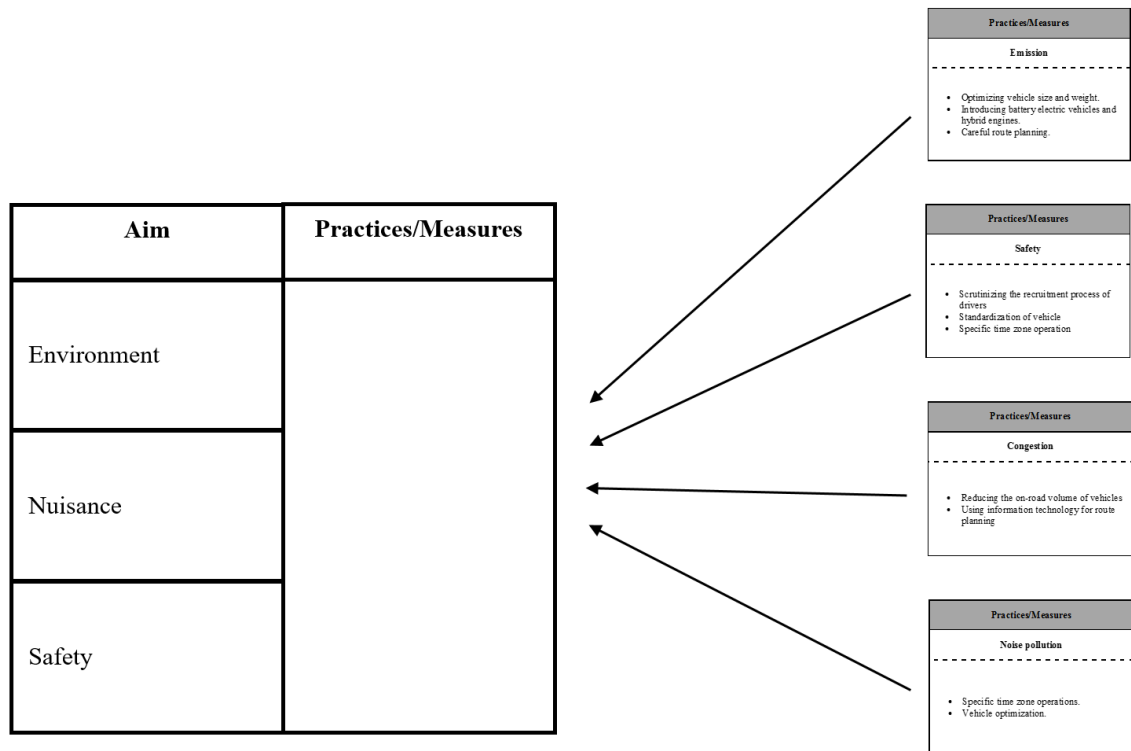 Aim
Practices/Measures
Environment
Nuisance
Safety
Practices/Measures
Emission
• Optimizing vehicle size and weight.
• Introducing battery electric vehicles and
hybrid engines.
• Careful route planning.
Practices/Measures
Safety
• Scrutinizing the recruitment process of
drivers
• Standardization of vehicle
• Specific time zone operation
Practices/Measures
Congestion
• Reducing the on-road volume of vehicles
• Using information technology for route
planning
Practices/Measures
Noise pollution
• Specific time zone operations.
• Vehicle optimization.